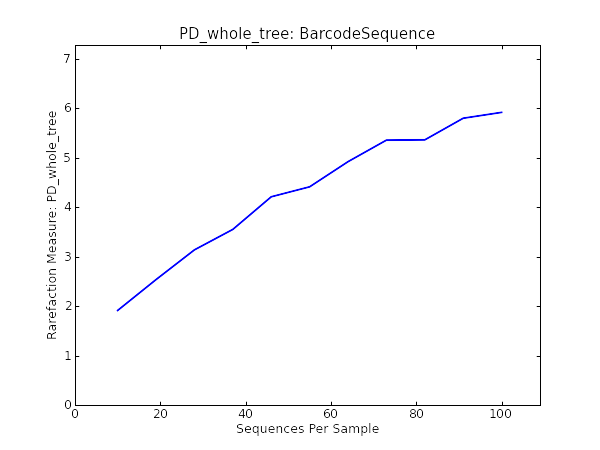 PD_whole_tree: BarcodeSequence
7
6
5
4
3
2
1
0
Rarefaction Measure: PD_whole_tree
0 20 40 60 80 100
Sequences Per Sample